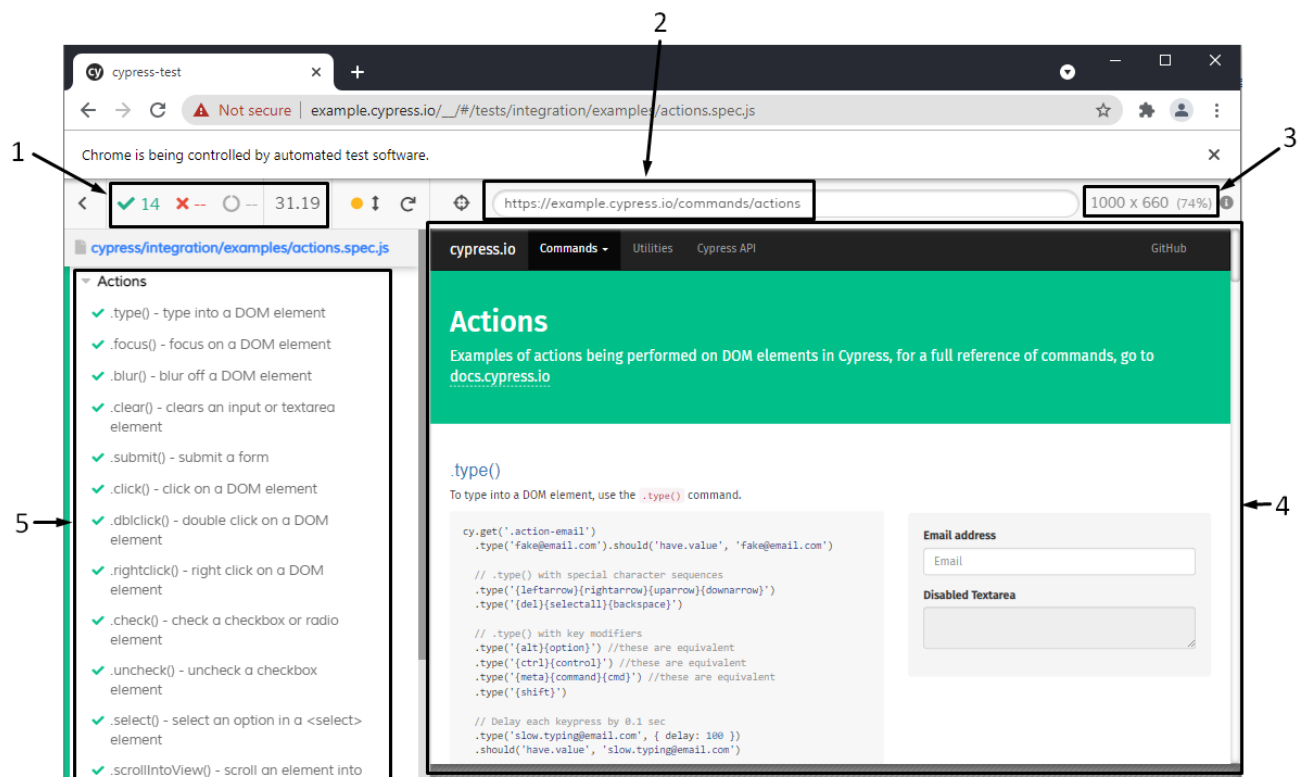 2
cypress-test
Not secure | example.cypress.io/__/#/tests/integration/examples/actions.spec.js
1
3
Chrome is being controlled by automated test software.
14 -- -- 31.19
https://example.cypress.io/commands/actions
1000 x 660 (74%)
cypress/integration/examples/actions.spec.js
cypress.io Commands Utilities Cypress API GitHub
Actions
.type() - type into a DOM element
.focus() - focus on a DOM element
.blur() - blur off a DOM element
.clear() - clears an input or textarea
element
.submit() - submit a form
.click() - click on a DOM element
.dblclick() - double click on a DOM
element
.rightclick() - right click on a DOM
element
.check() - check a checkbox or radio
element
.uncheck() - uncheck a checkbox
element
.select() - select an option in a <select>
element
.scrollIntoView() - scroll an element into
5
Actions
Examples of actions being performed on DOM elements in Cypress, for a full reference of commands, go to
docs.cypress.io
.type()
To type into a DOM element, use the .type() command.
cy.get('.action-email')
.type('fake@email.com').should('have.value', 'fake@email.com')
// .type() with special character sequences
.type('{leftarrow}{rightarrow}{uparrow}{downarrow}')
.type('{del}{selectall}{backspace}')
// .type() with key modifiers
.type('{alt}{option}') //these are equivalent
.type('{ctrl}{control}') //these are equivalent
.type('{meta}{command}{cmd}') //these are equivalent
.type('{shift}')
// Delay each keypress by 0.1 sec
.type('slow.typing@email.com', { delay: 100 })
.should('have.value', 'slow.typing@email.com')
Email address
Email
Disabled Textarea
4